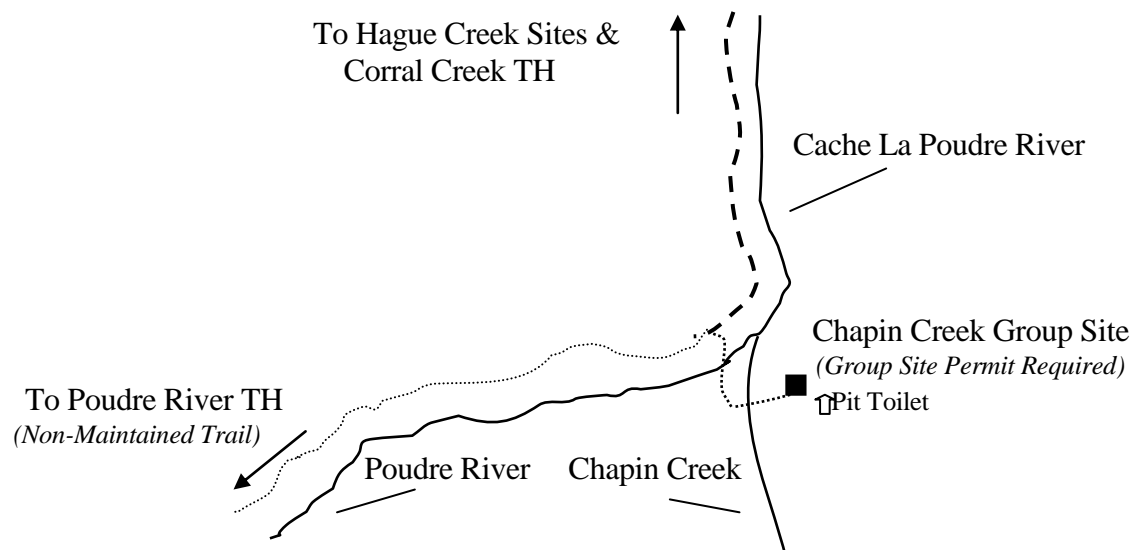 To Hague Creek Sites &
Corral Creek TH
Cache La Poudre River
Chapin Creek Group Site
(Group Site Permit Required)
Pit Toilet
To Poudre River TH
(Non-Maintained Trail)
Poudre River
Chapin Creek